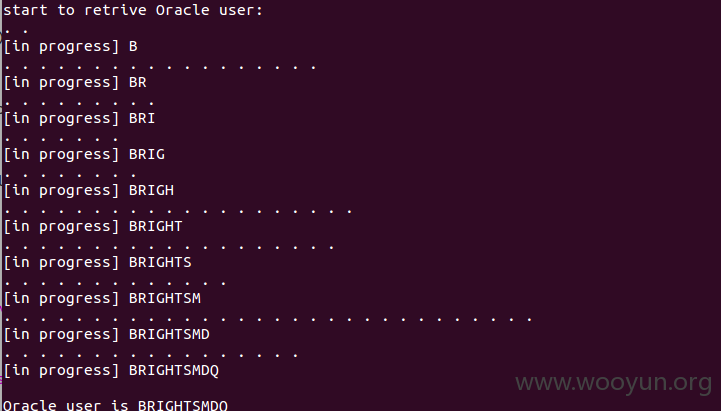 start to retrive Oracle user:
. .
[in progress] B
. . . . . . . . . . . . . . . . . .
[in progress] BR
. . . . . . . . .
[in progress] BRI
. . . . . . .
[in progress] BRIG
. . . . . . . .
[in progress] BRIGH
. . . . . . . . . . . . . . . . . . . .
[in progress] BRIGHT
. . . . . . . . . . . . . . . . . . .
[in progress] BRIGHTS
. . . . . . . . . . . . .
[in progress] BRIGHTSM
. . . . . . . . . . . . . . . . . . . . . . . . . . . . . .
[in progress] BRIGHTSMD
. . . . . . . . . . . . . . . . .
[in progress] BRIGHTSMDQ
www.wooyun.org
Oracle user is BRIGHTSMDQ